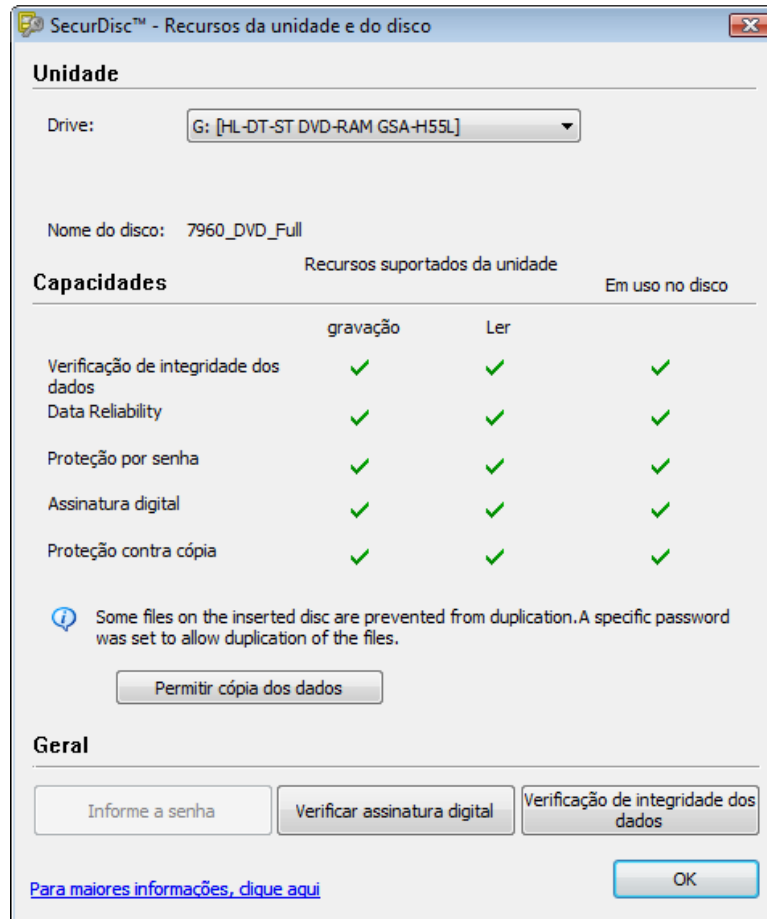 SecurDisc™ - Recursos da unidade e do disco
Unidade
Drive: G: [HL-DT-ST DVD-RAM GSA-H55L]
Nome do disco: 7960_DVD_Full
Recursos suportados da unidade
Capacidades
Em uso no disco
gravação Ler
Verificação de integridade dos
dados
Data Reliability
Proteção por senha
Assinatura digital
Proteção contra cópia
Some files on the inserted disc are prevented from duplication.A specific password
was set to allow duplication of the files.
Permitir cópia dos dados
Geral
Informe a senha
Verificar assinatura digital
Verificação de integridade dos
dados
Para maiores informações, clique aqui
OK